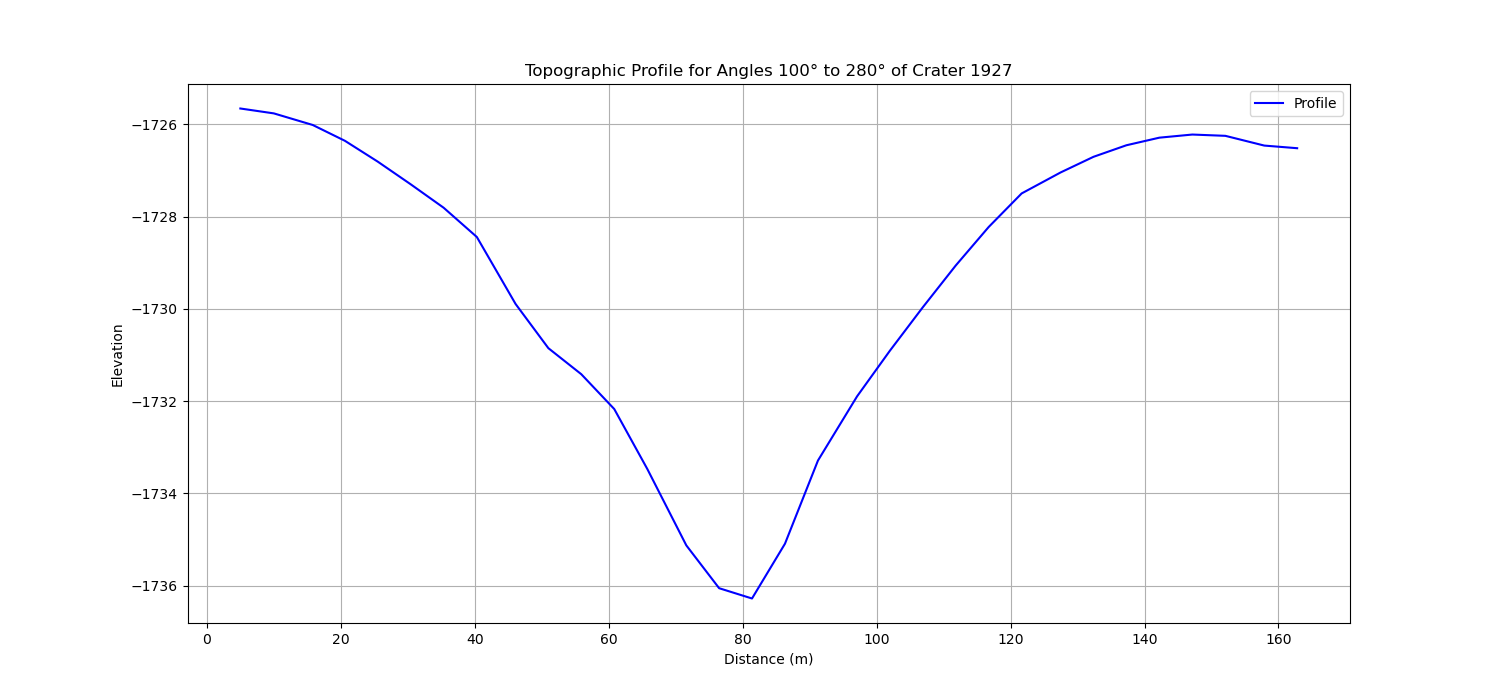 Topographic Profile for Angles 100° to 280° of Crater 1927
Profile
−1726
−1728
−1730
−1732
−1734
−1736
Elevation
0 20 40 60 80 100 120 140 160
Distance (m)